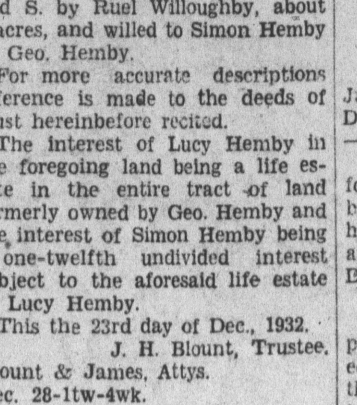 d S. by Ruel Willoughby, about
acres, and willed to Simon Hemby
Geo. Hemby.
For more accurate descriptions
ference is made to the deeds of
ust hereinbefore recited.
The interest of Lucy Hemby in
e foregoing land being a life es-
te in the entire tract of land
rmerly owned by Geo. Hemby and
e interest of Simon Hemby being
one-twelfth undivided interest
bject to the aforesaid life estate
Lucy Hemby.
This the 23rd day of Dec., 1932.
J. H. Blount, Trustee.
ount & James, Attys.
ec. 28-1tw-4wk.